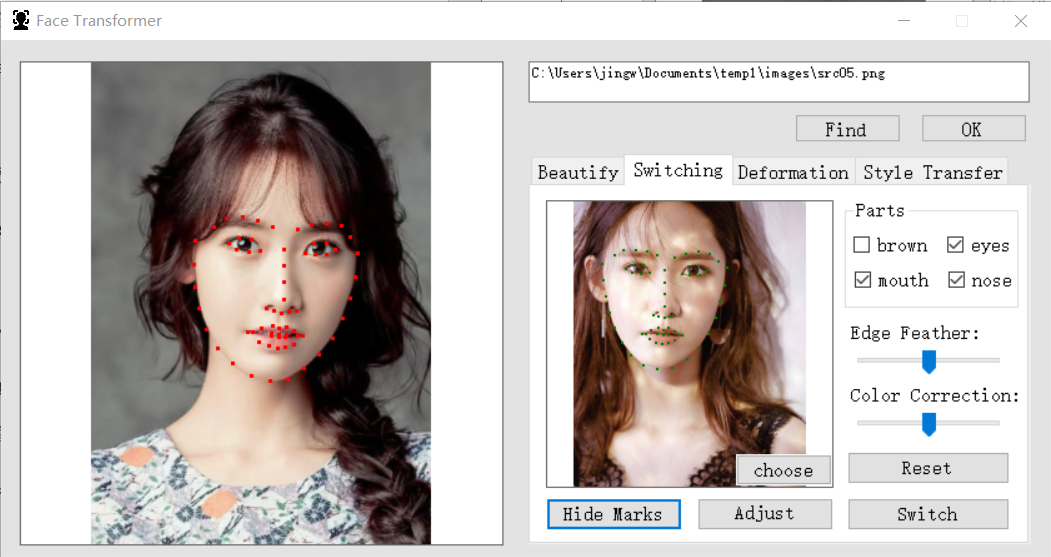 Face Transformer
C:\Users\jingw\Documents\temp1\images\src05.png
Find
OK
Beautify
Switching
Deformation
Style Transfer
Parts
brown
eyes
mouth
nose
Edge Feather:
Color Correction:
choose
Reset
Hide Marks
Adjust
Switch